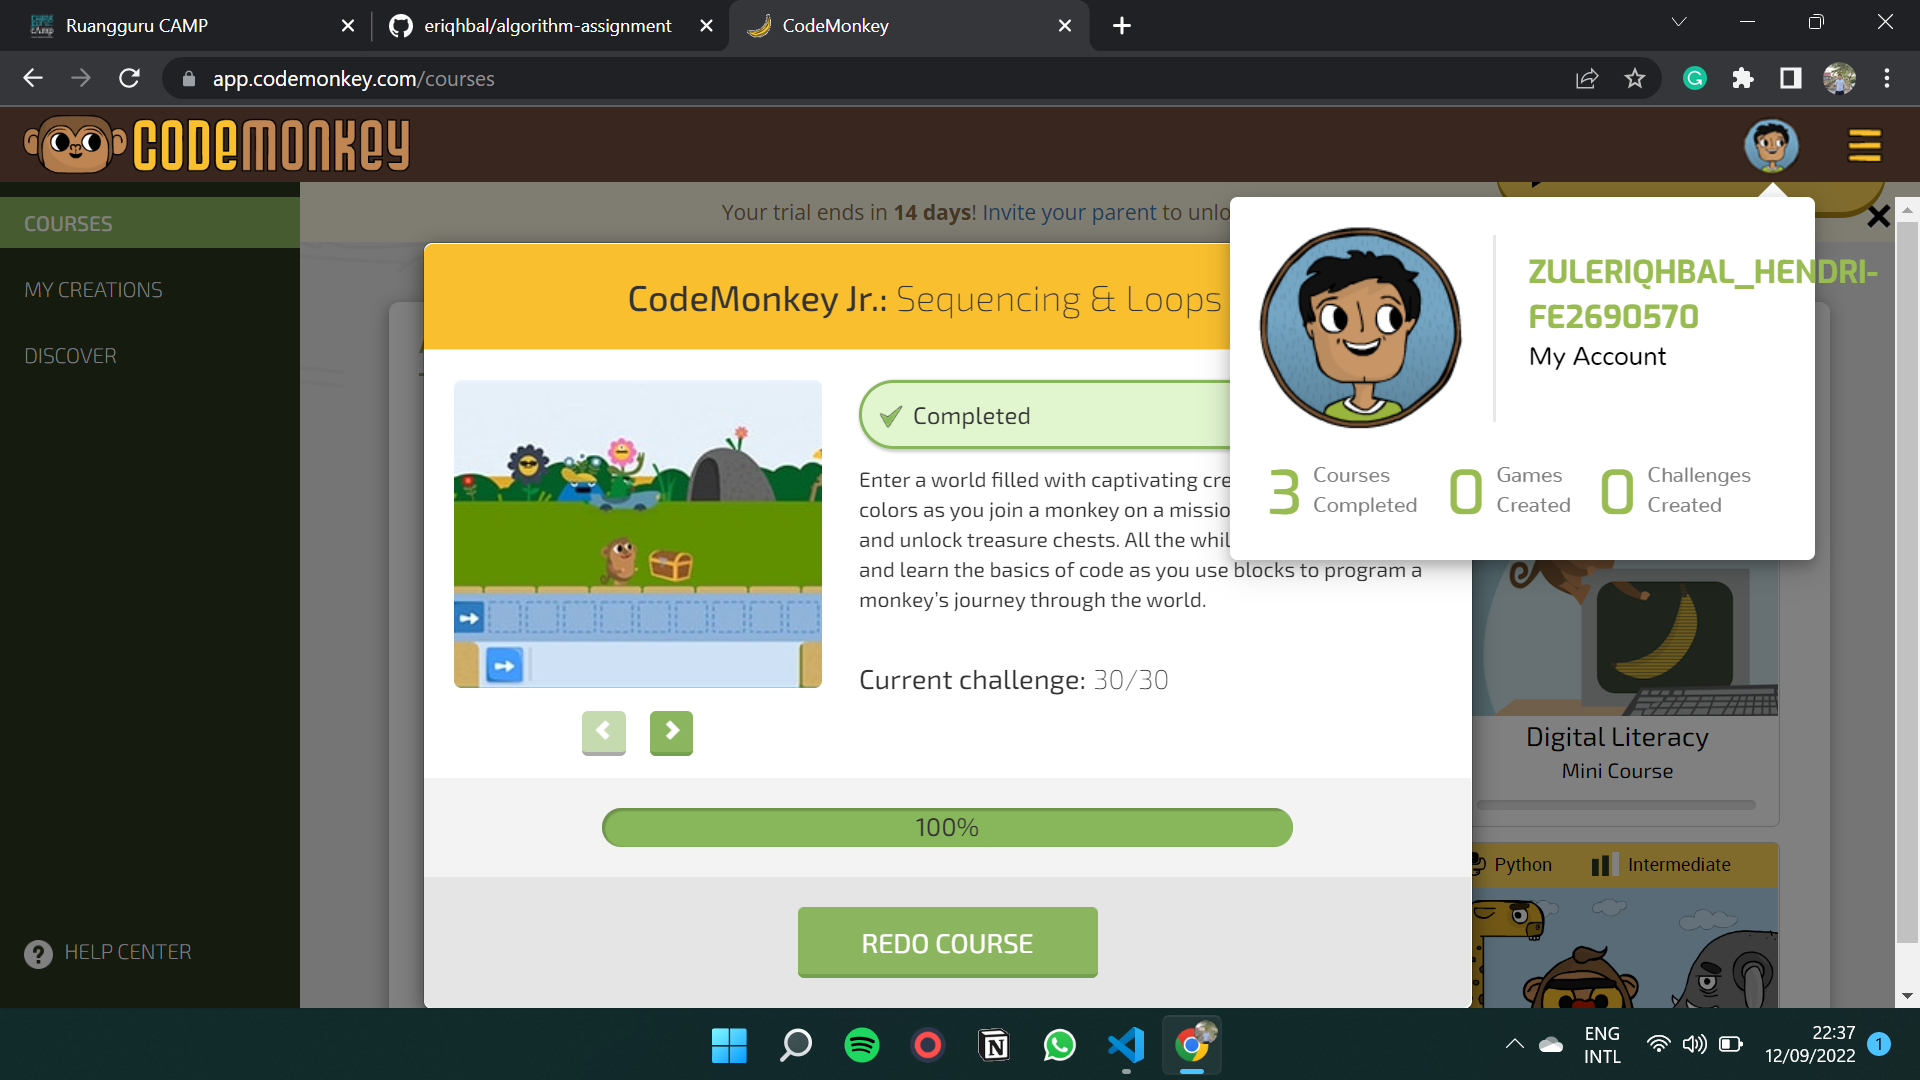 Ruangguru CAMP
eriqhbal/algorithm-assignment
CodeMonkey
app.codemonkey.com/courses
CODEMONKEY
COURSES
MY CREATIONS
DISCOVER
HELP CENTER
Your trial ends in 14 days! Invite your parent to unlo
CodeMonkey Jr.: Sequencing & Loops
Completed
Enter a world filled with captivating cre
colors as you join a monkey on a missio
and unlock treasure chests. All the whil
and learn the basics of code as you use blocks to program a
monkey's journey through the world.
Current challenge: 30/30
100%
REDO COURSE
ZULERIQHBAL_HENDRI-
FE2690570
My Account
3 Courses Completed
0 Games Created
0 Challenges Created
Digital Literacy
Mini Course
Python Intermediate
ENG
INTL
22:37
12/09/2022
1